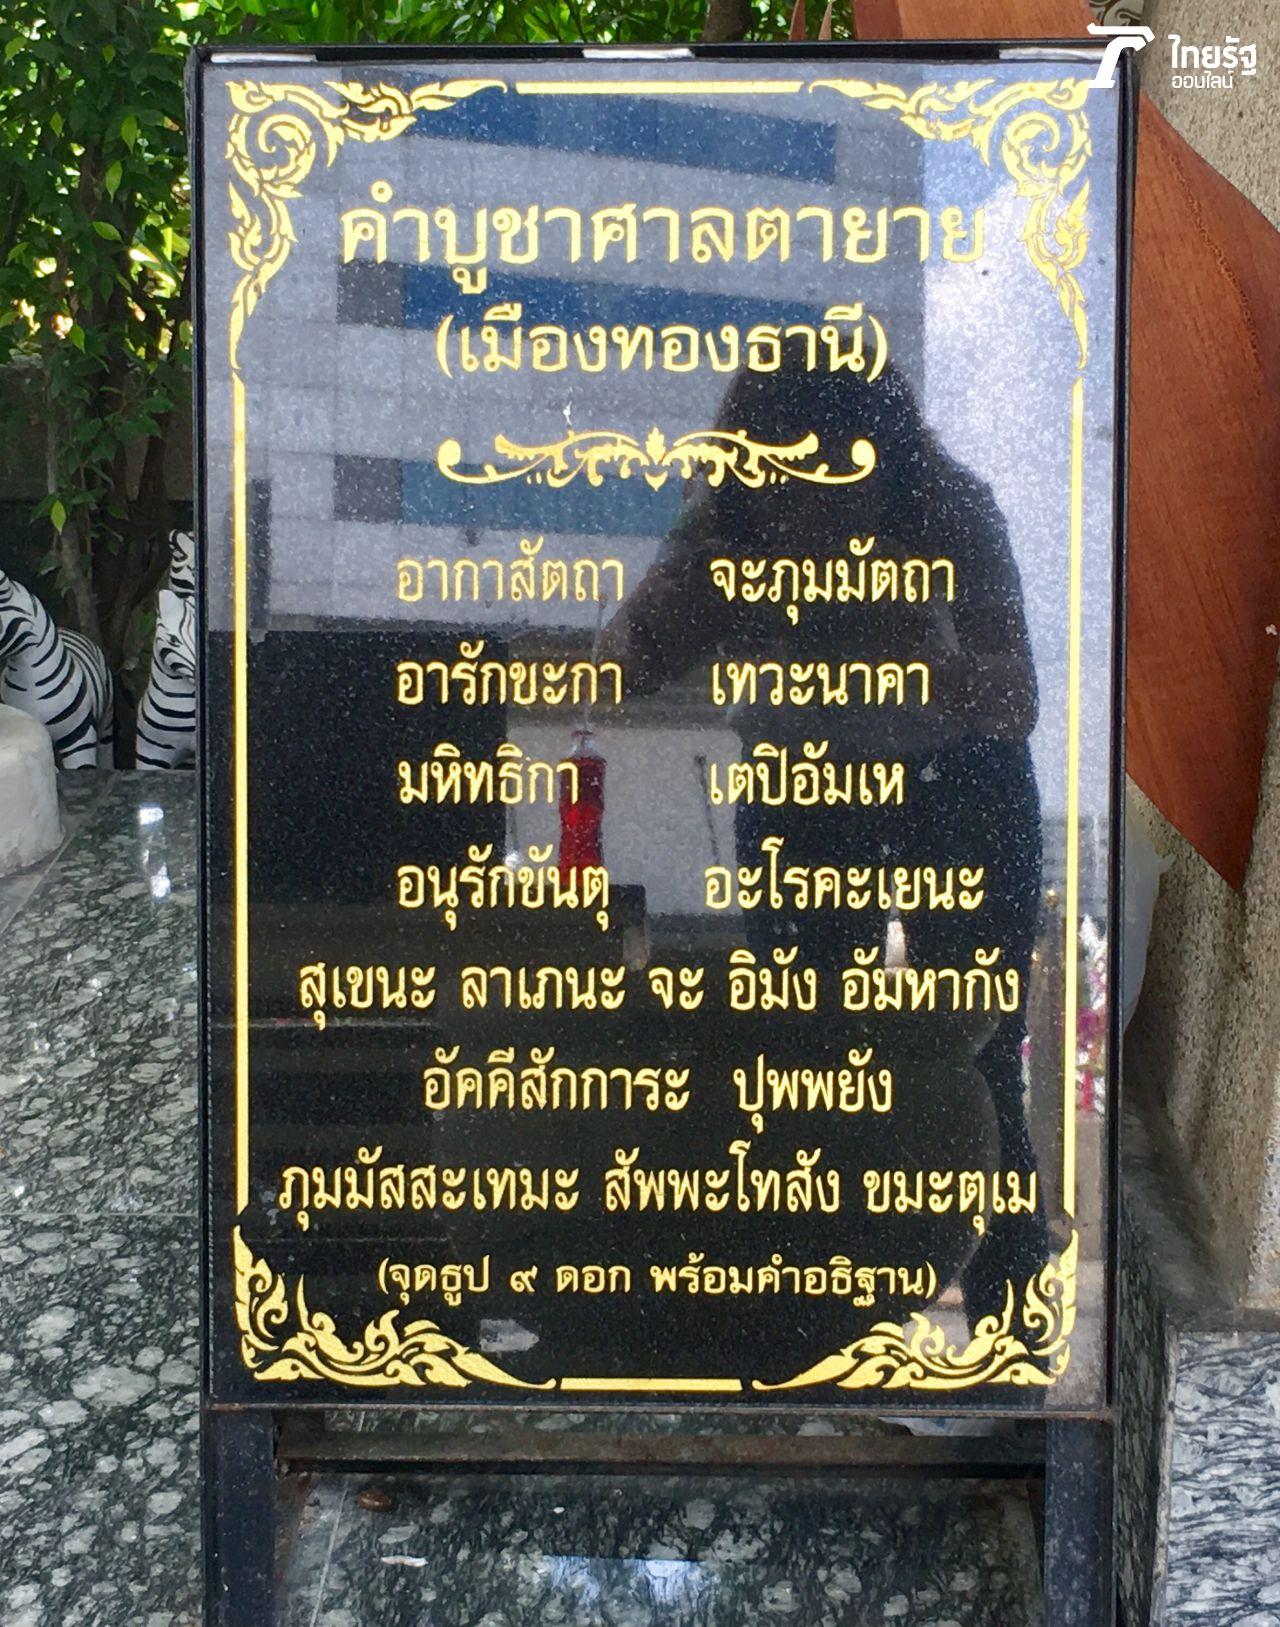 ไทยรัฐ
ออนไลน์
คำบูชาศาลตายาย
(เมืองทองธานี)
อากาสัตถา จะภุมมัตถา
อารักขะกา เทวะนาคา
มหิทธิกา เตปิอัมเห
อนุรักขันตุ อะโรคะเยนะ
สุเขนะ ลาเภนะ จะ อิมัง อัมหากัง
อัคคีสักการะ ปุพพยัง
ภุมมัสสะเทมะ สัพพะโทสัง ขมะตุเม
(จุดธูป ๙ ดอก พร้อมคำอธิฐาน)